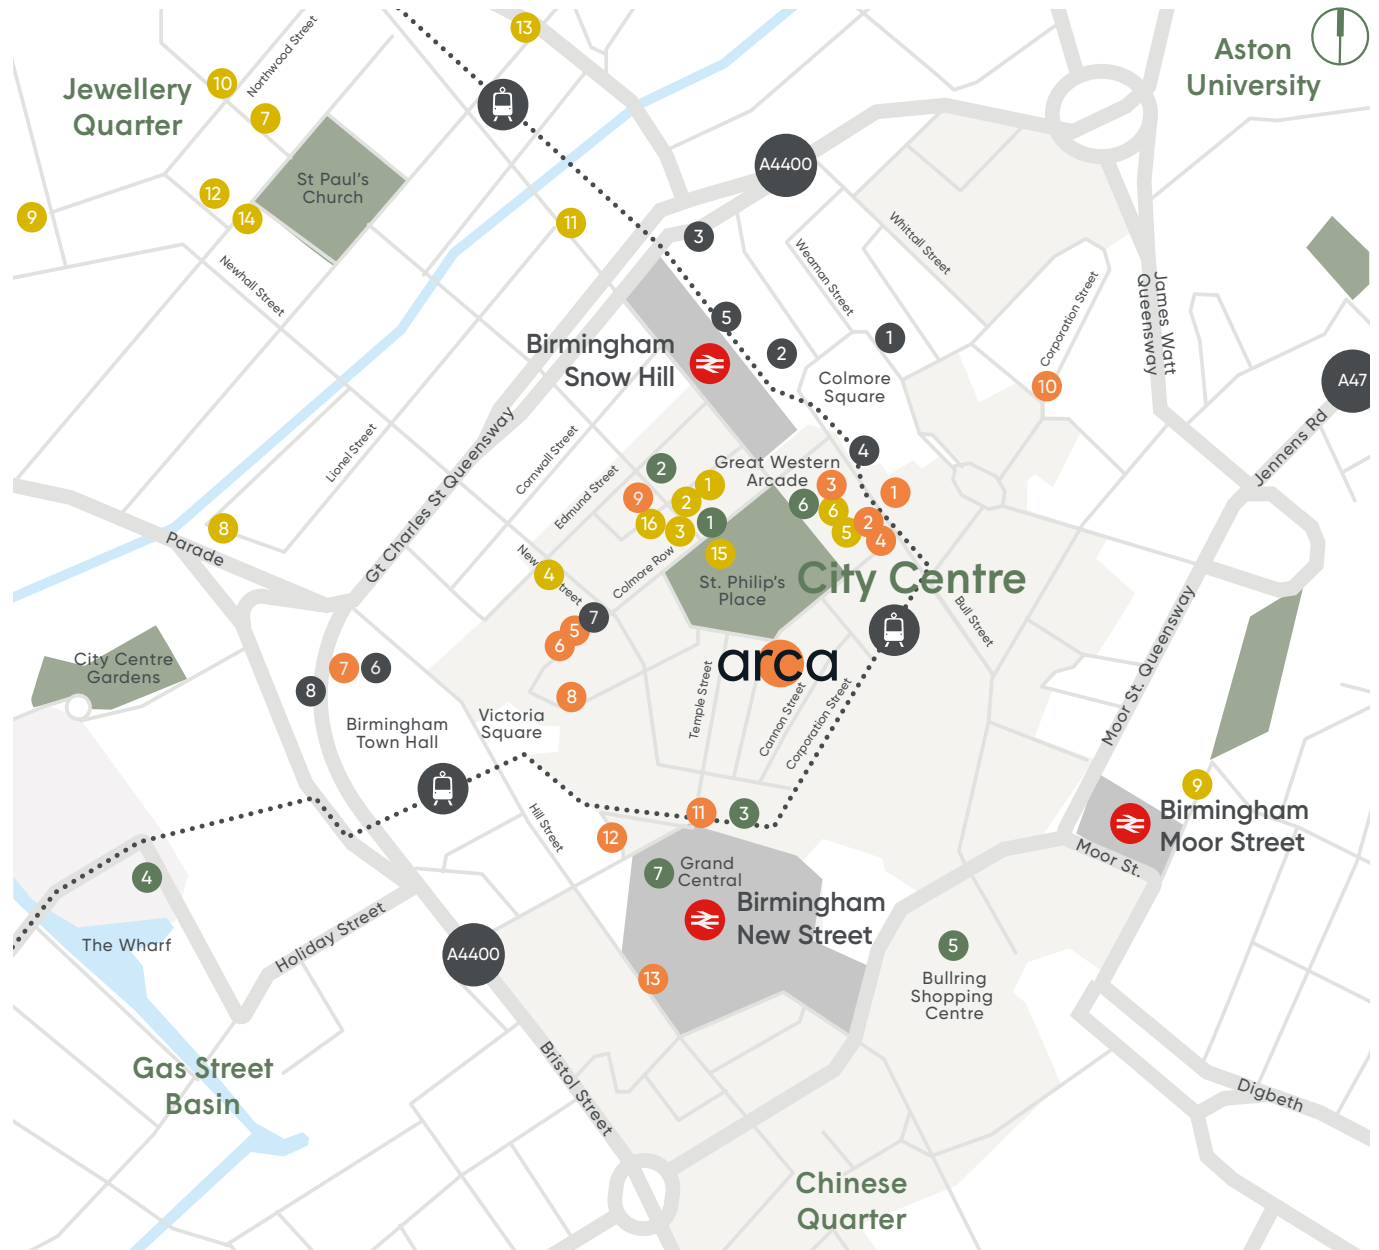 13
Aston
University
Northwood Street
Jewellery
Quarter
10
7
A4400
St Paul's
Church
12
14
9
11
3
Whittall Street
Weaman Street
Newhall Street
James Watt
Queensway
Corporation Street
5
1
2
Birmingham
Snow Hill
Colmore
Square
10
A47
Jennens Rd
Gt Charles St Queensway
Lionel Street
Cornwall Street
Edmund Street
4
Great Western
Arcade
2
1
9
2
16
3
1
15
3
1
6
6
2
5
4
8
Parade
New
4
treet
Colmore Row
St. Philip's
Place
City Centre
Bull Street
Moor St. Queensway
7
5
6
arca
City Centre
Gardens
7
6
8
8
Temple Street
Cannon Street
Corporation Street
Birmingham
Town Hall
Victoria
Square
Hill Street
11
3
12
9
Birmingham
Moor Street
Moor St.
7
Grand
Central
Birmingham
New Street
4
The Wharf
Holiday Street
A4400
13
5
Bullring
Shopping
Centre
Gas Street
Basin
Bristol Street
Digbeth
Chinese
Quarter